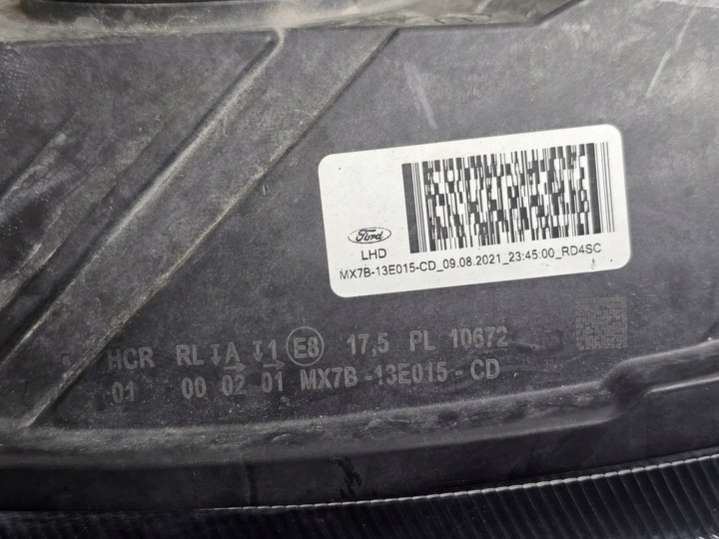 Ford
LHD
MX7B-13E015-CD_09.08.2021_23:45:00_RD4SC
HCR RL A 1 E8 17,5 PL 10672
01 00 02 01 MX7B-13E015-CD